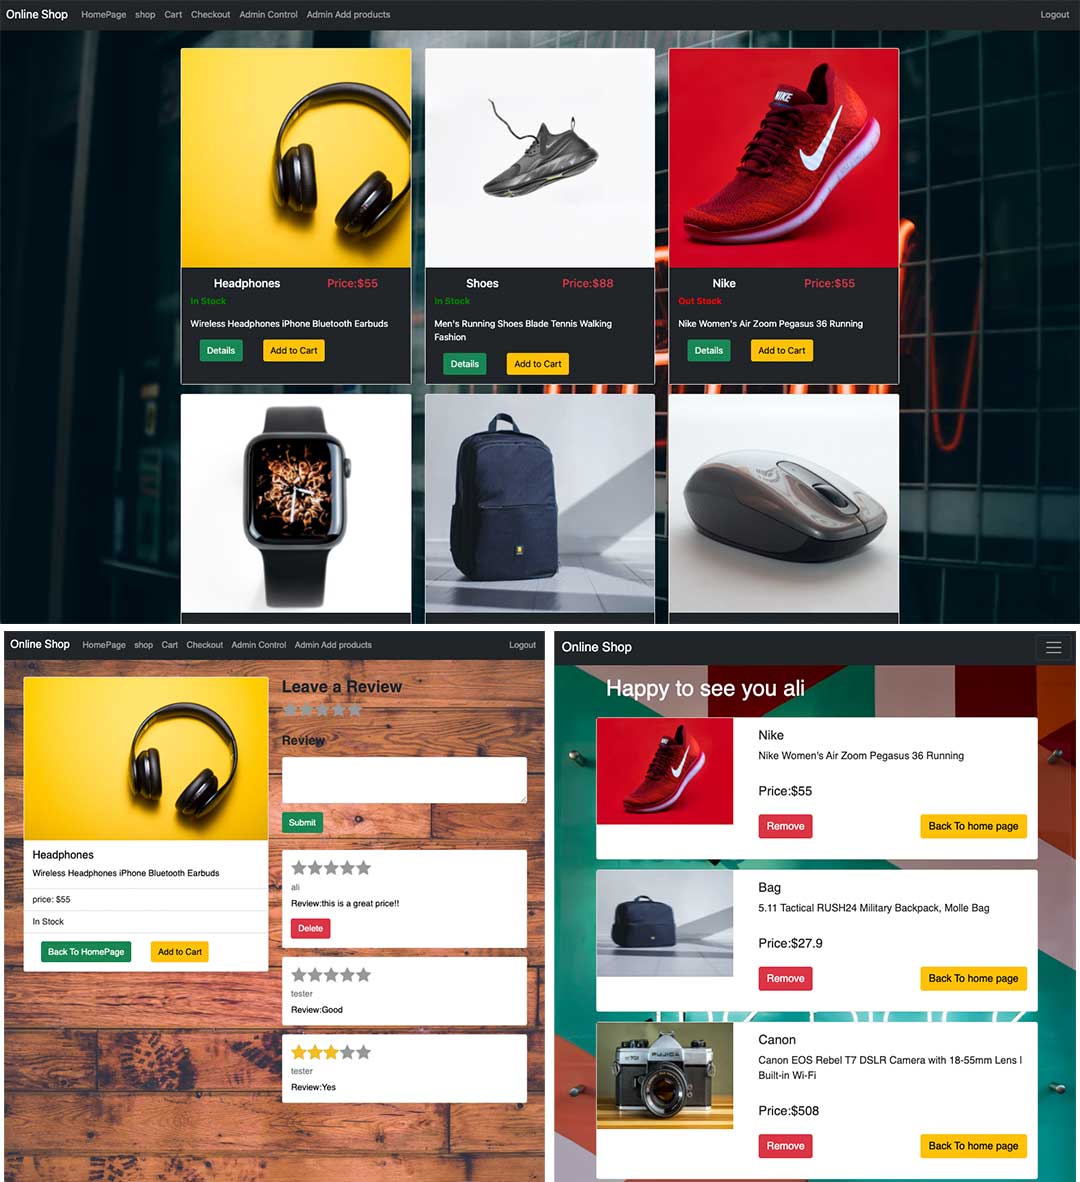 Online Shop HomePage shop Cart Checkout Admin Control Admin Add products Logout
NIKE
Headphones Price:$55
In Stock
Wireless Headphones iPhone Bluetooth Earbuds
Details Add to Cart
Shoes Price:$88
In Stock
Men's Running Shoes Blade Tennis Walking
Fashion
Details Add to Cart
Nike Price:$55
Out Stock
Nike Women's Air Zoom Pegasus 36 Running
Details Add to Cart
Online Shop HomePage shop Cart Checkout Admin Control Admin Add products Logout
Headphones
Wireless Headphones iPhone Bluetooth Earbuds
price: $55
In Stock
Back To HomePage Add to Cart
Leave a Review
Review
Submit
ali
Review:this is a great price!!
Delete
tester
Review:Good
tester
Review:Yes
Online Shop
Happy to see you ali
NIKE
Nike
Nike Women's Air Zoom Pegasus 36 Running
Price:$55
Remove Back To home page
Bag
5.11 Tactical RUSH24 Military Backpack, Molle Bag
Price:$27.9
Remove Back To home page
FUJICA
Canon
Canon EOS Rebel T7 DSLR Camera with 18-55mm Lens |
Built-in Wi-Fi
Price:$508
Remove Back To home page